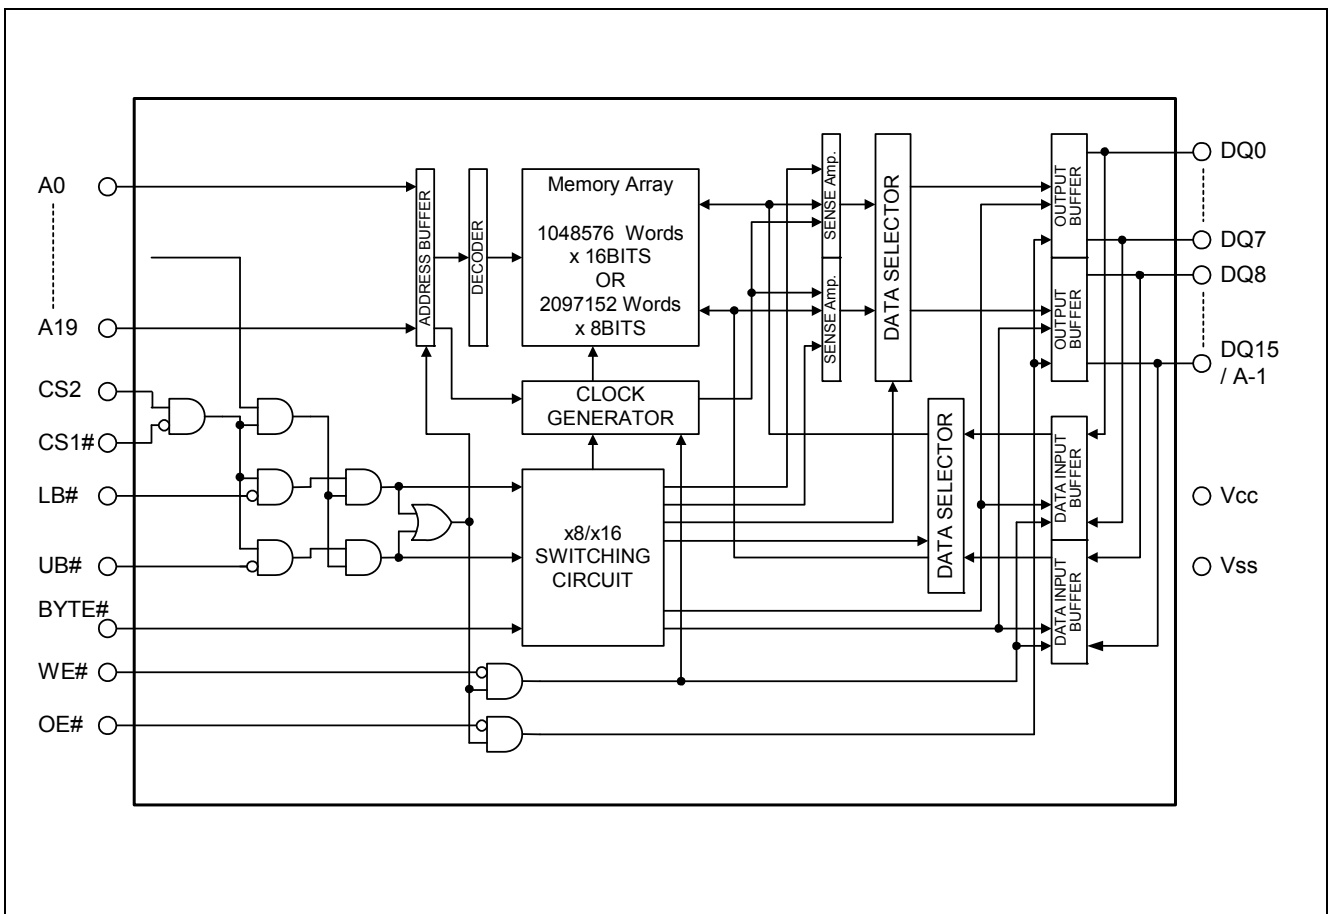 A0
A19
CS2
CS1#
LB#
UB#
BYTE#
WE#
OE#
ADDRESS BUFFER
DECODER
Memory Array
1048576 Words
x 16BITS
OR
2097152 Words
x 8BITS
CLOCK
GENERATOR
x8/x16
SWITCHING
CIRCUIT
SENSE Amp.
SENSE Amp.
DATA SELECTOR
DATA SELECTOR
OUTPUT
BUFFER
OUTPUT
BUFFER
DATA INPUT
BUFFER
DATA INPUT
BUFFER
DQ0
DQ7
DQ8
DQ15
/ A-1
Vcc
Vss